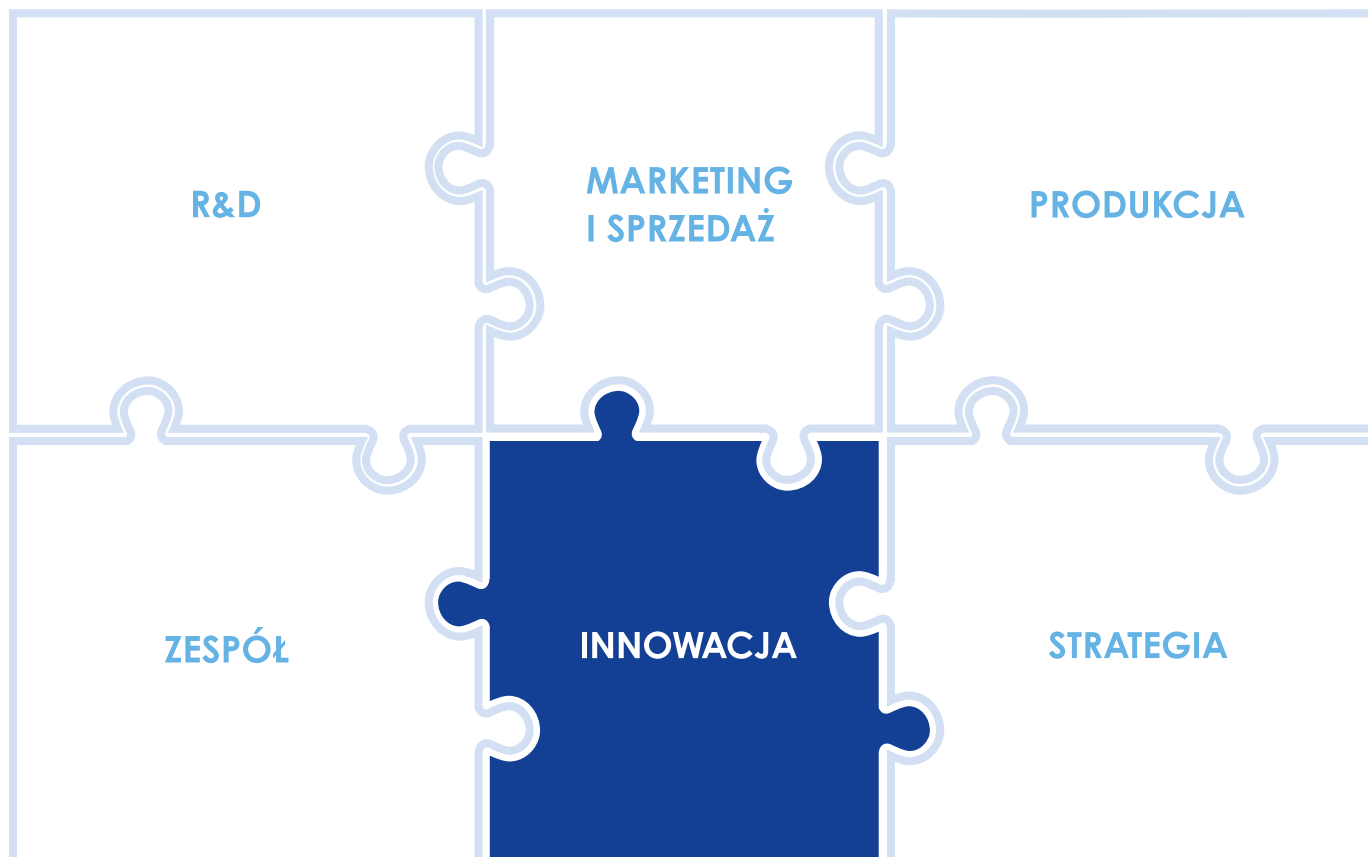 R&D
MARKETING
I SPRZEDAŻ
PRODUKCJA
ZESPÓŁ
INNOWACJA
STRATEGIA